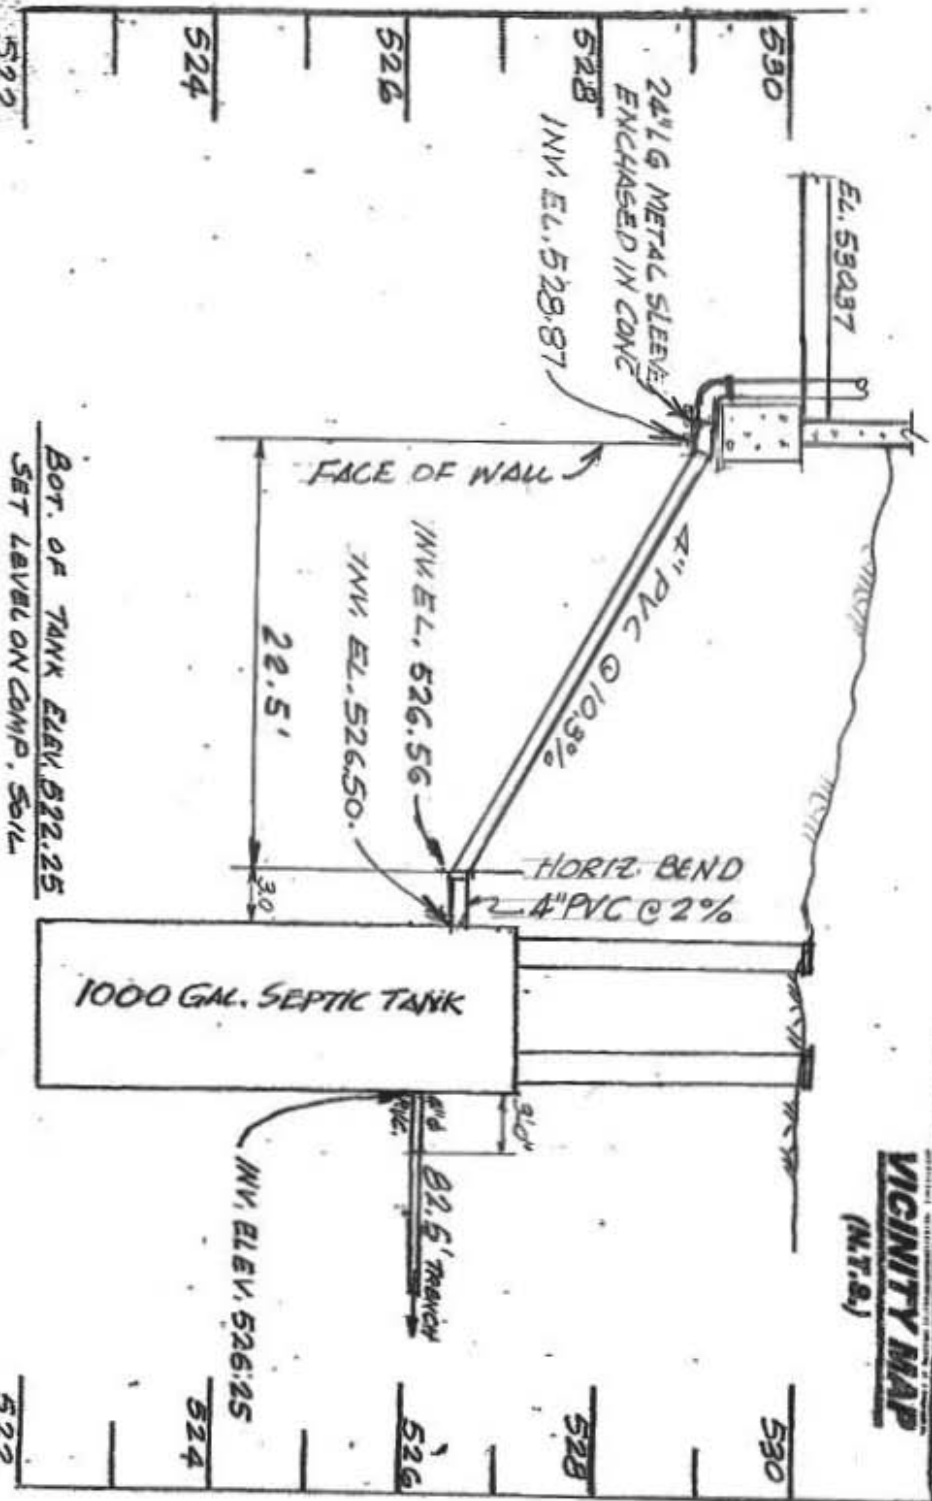 VICINITY MAP
(N.T.S.)
530
528
526
524
522
EL. 530.37
24" LG METAL SLEEVE
ENCHASED IN CONC
INV. EL. 528.87
FACE OF WALL
4" PVC @ 10.3%
22.5'
INV. EL. 526.56
INV. EL. 526.50.
HORIZ. BEND
4" PVC @ 2%
3.0'
1000 GAL. SEPTIC TANK
3'0"
4"ø
PVC.
82.5' TRENCH
INV. ELEV. 526.25
BOT. OF TANK ELEV. 522.25
SET LEVEL ON COMP. SOIL
530
528
526
524
522